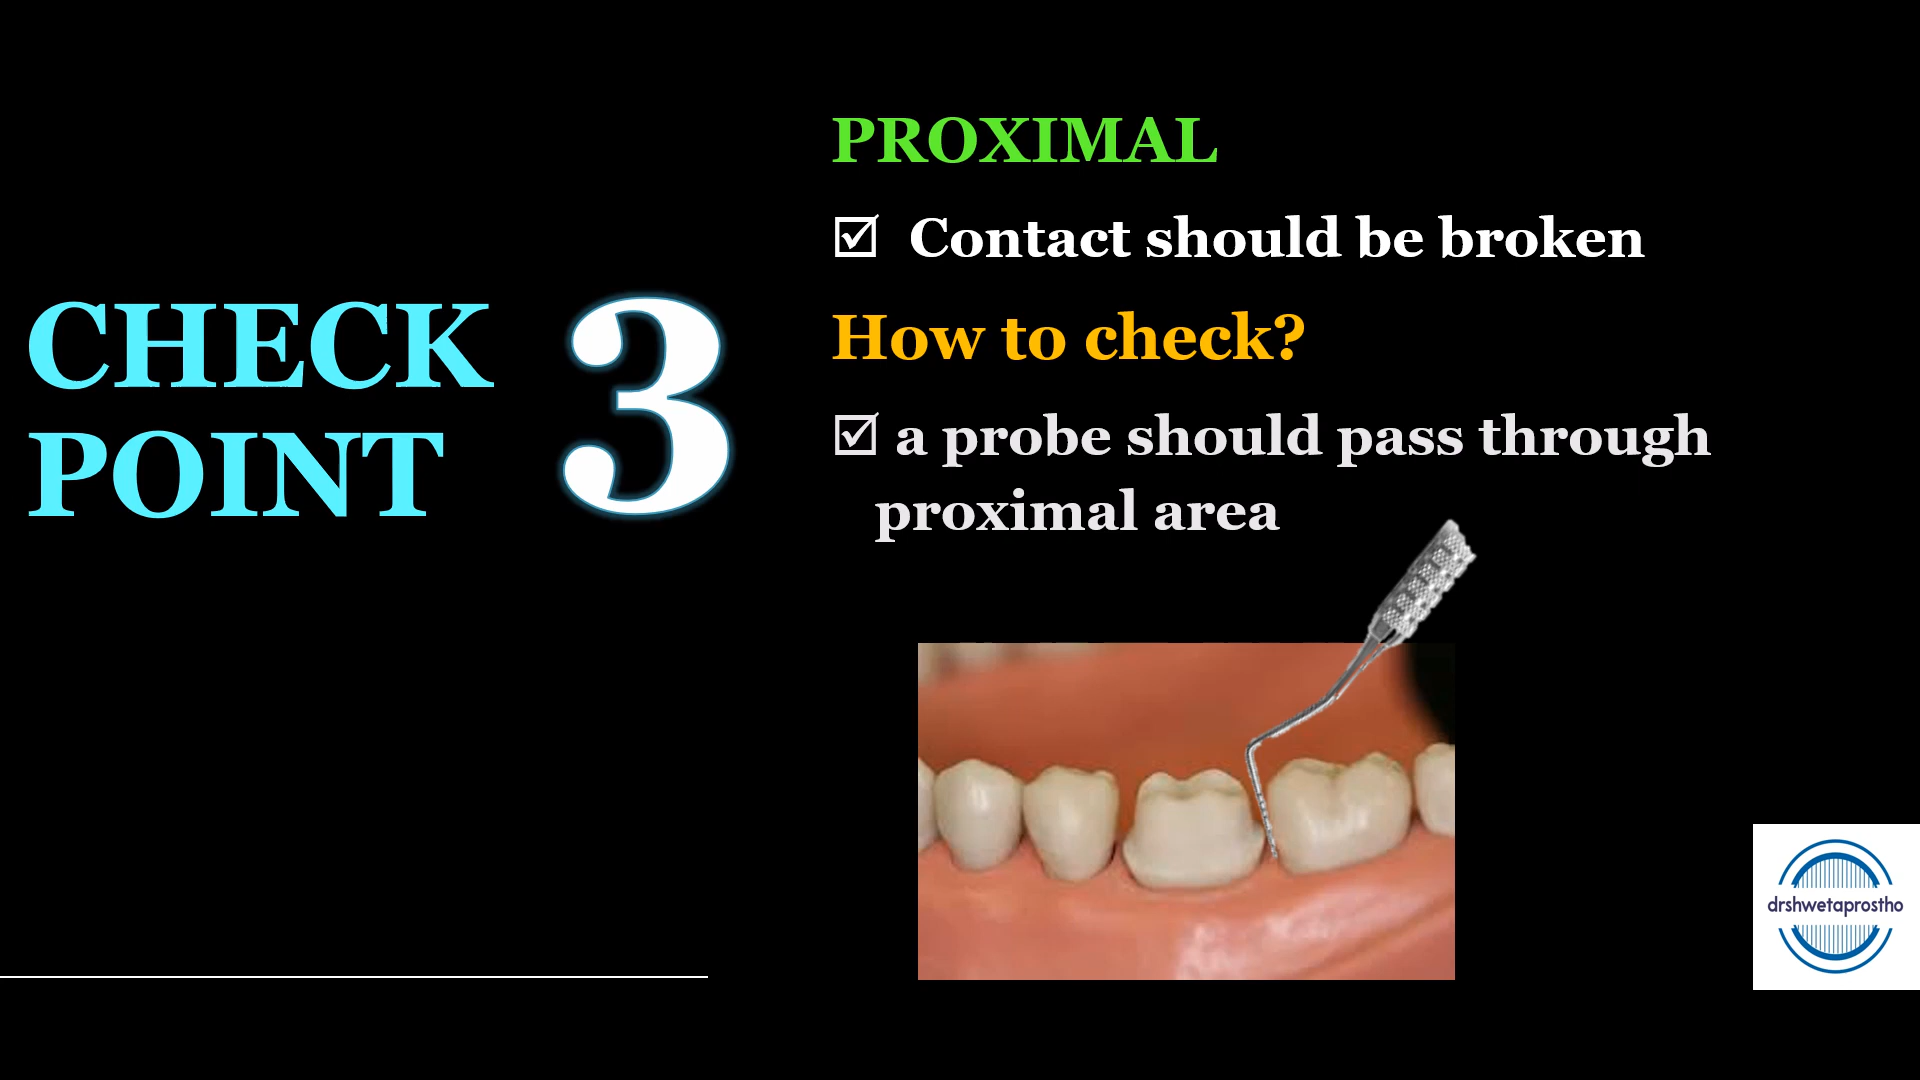 CHECK
POINT
3
PROXIMAL
☑ Contact should be broken
How to check?
☑ a probe should pass through
proximal area
drshwetaprostho